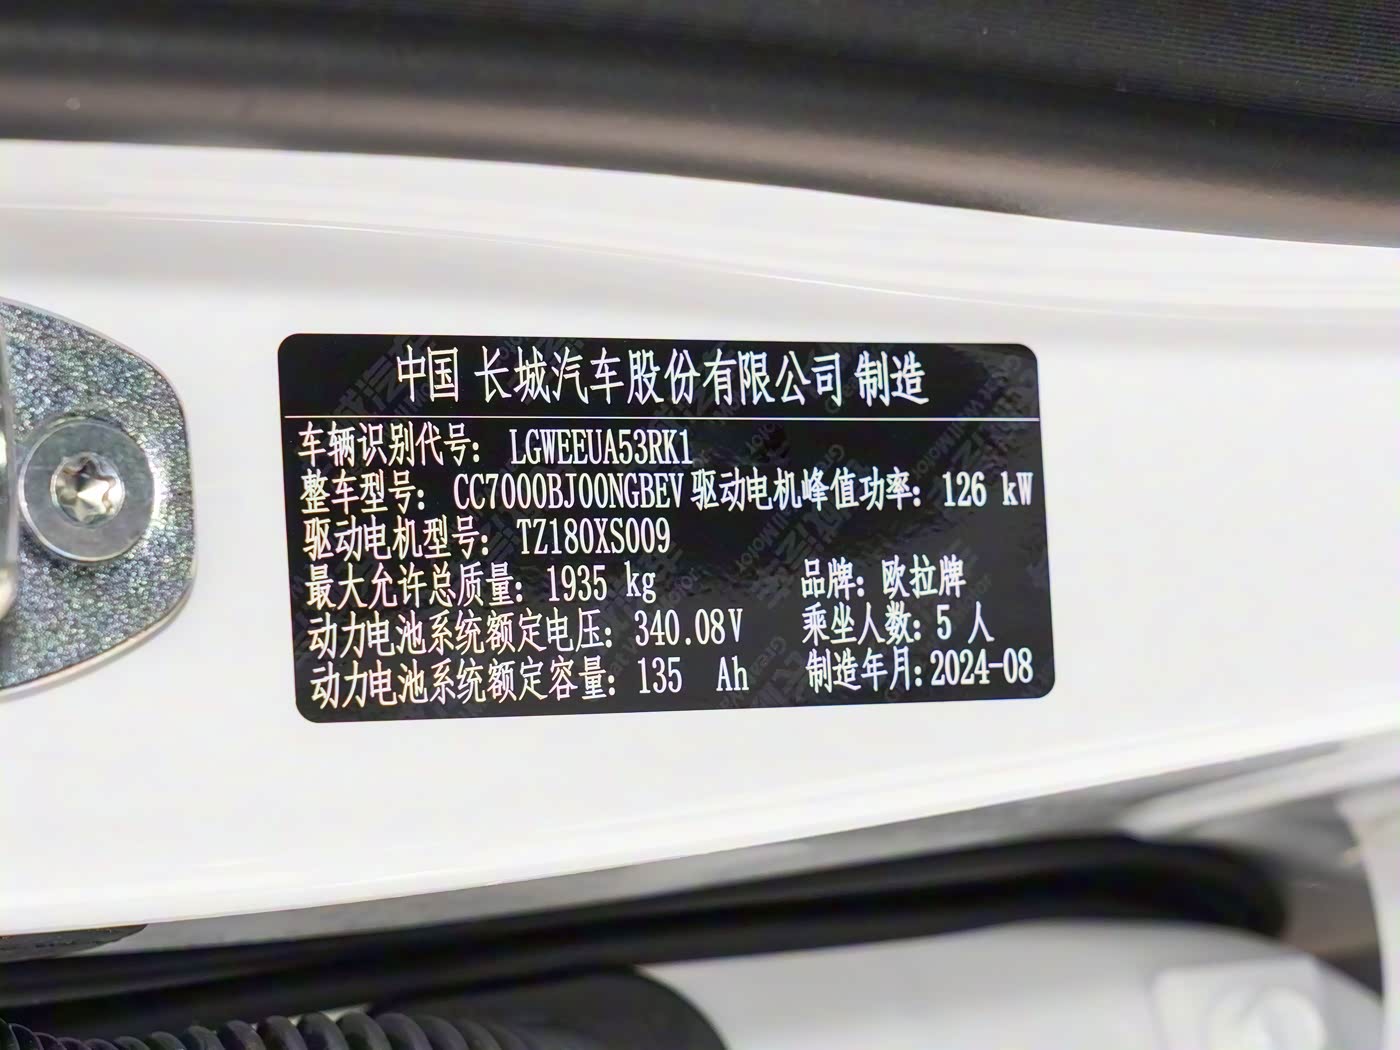 中国 长城汽车股份有限公司 制造
车辆识别代号: LGWEEUA53RK1
整车型号: CC7000BJ00NGBEV 驱动电机峰值功率: 126 kW
驱动电机型号: TZ180XS009
最大允许总质量: 1935 kg 品牌: 欧拉牌
动力电池系统额定电压: 340.08V 乘坐人数: 5 人
动力电池系统额定容量: 135 Ah 制造年月: 2024-08